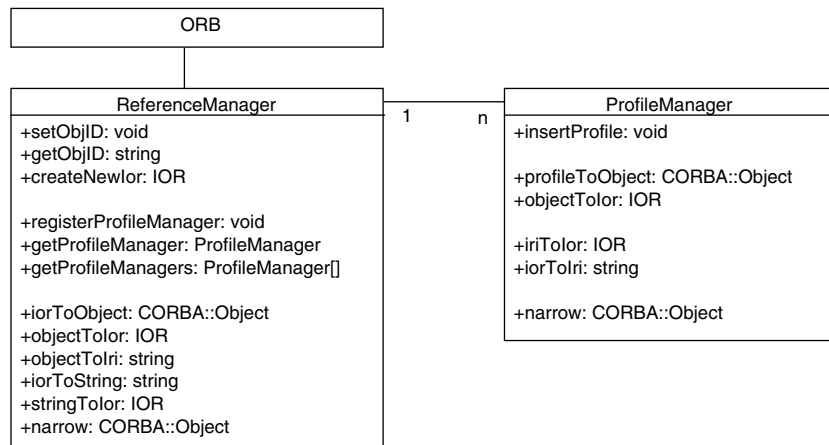 ORB
ReferenceManager
+setObjID: void
+getObjID: string
+createNewIor: IOR
+registerProfileManager: void
+getProfileManager: ProfileManager
+getProfileManagers: ProfileManager[]
+iorToObject: CORBA::Object
+objectToIor: IOR
+objectToIri: string
+iorToString: string
+stringToIor: IOR
+narrow: CORBA::Object
1
n
ProfileManager
+insertProfile: void
+profileToObject: CORBA::Object
+objectToIor: IOR
+iriToIor: IOR
+iorToIri: string
+narrow: CORBA::Object